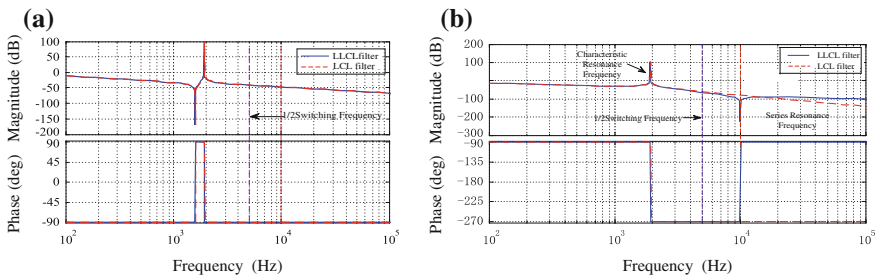 (a)
Magnitude (dB)
100
50
0
-50
-100
-150
-200
LLCLfilter
LCL filter
1/2Switching Frequency
Phase (deg)
90
45
0
-45
-90
10^2
10^3
10^4
10^5
Frequency (Hz)
(b)
Magnitude (dB)
200
100
0
−100
−200
−300
Characteristic
Resonance
Frequency
LLCL filter
LCL filter
1/2Switching Frequency
Series Resonance
Frequency
Phase (deg)
−90
−135
−180
−225
−270
10^2
10^3
10^4
10^5
Frequency (Hz)